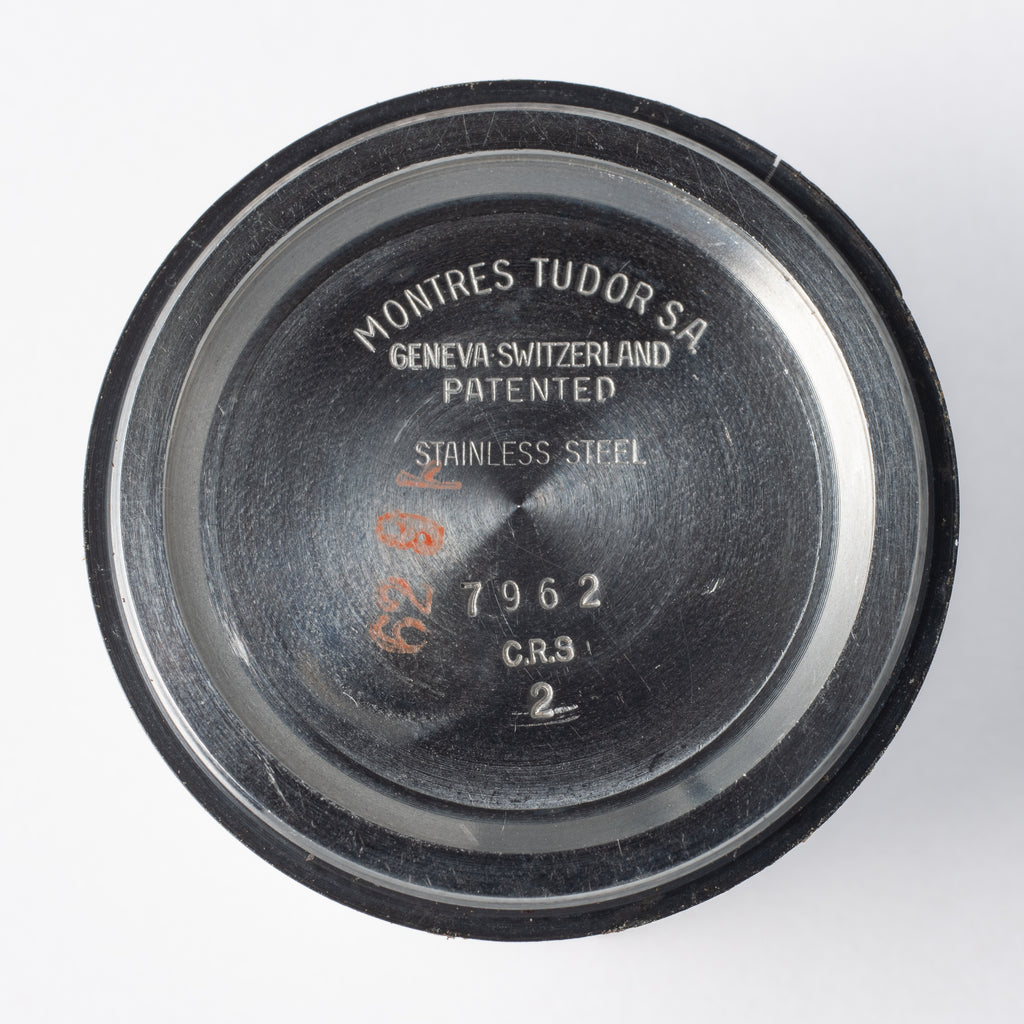 MONTRES TUDOR S.A.
GENEVA·SWITZERLAND
PATENTED
STAINLESS STEEL
7962
C.R.S
2